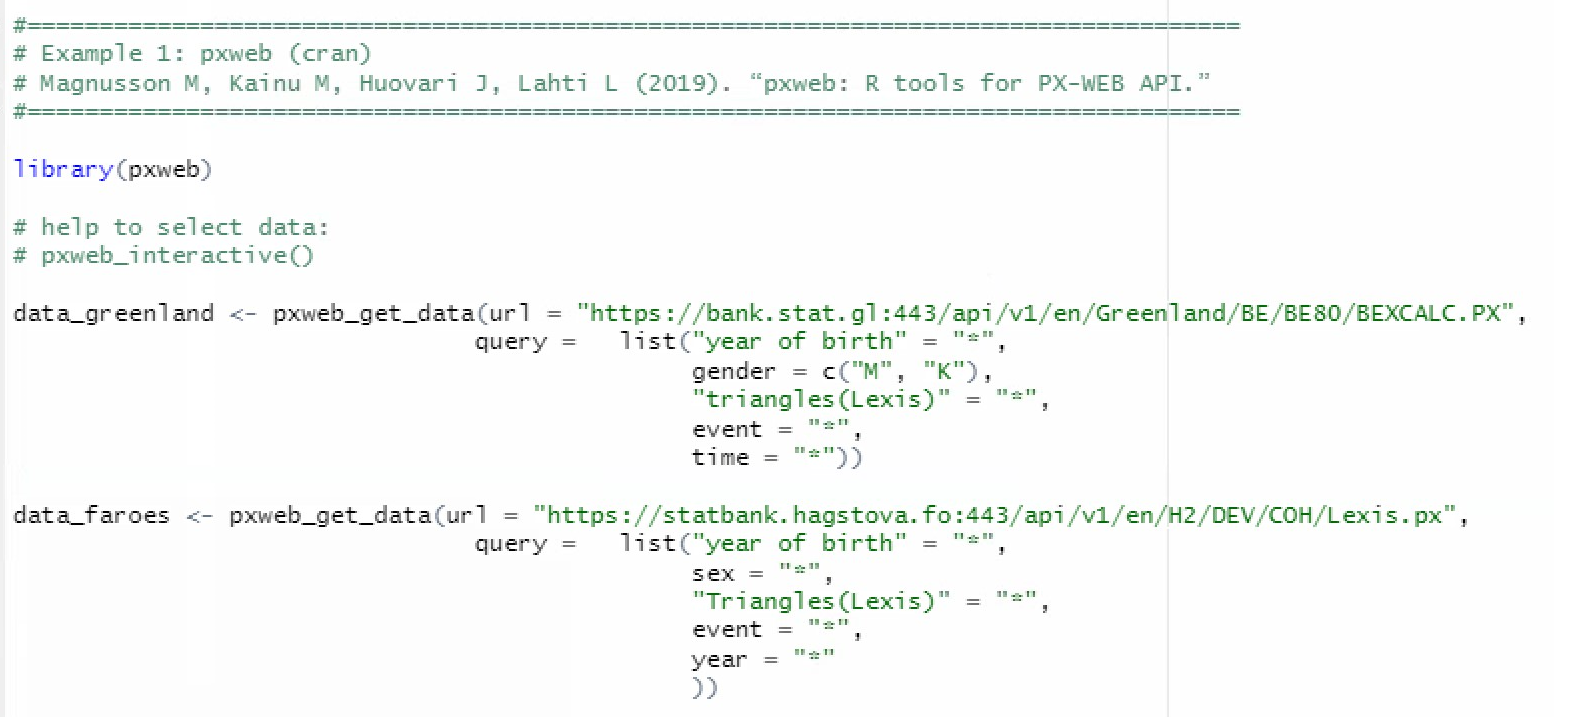 #====================================================================================
# Example 1: pxweb (cran)
# Magnusson M, Kainu M, Huovari J, Lahti L (2019). “pxweb: R tools for PX-WEB API.”
#====================================================================================
library(pxweb)
# help to select data:
# pxweb_interactive()
data_greenland <- pxweb_get_data(url = "https://bank.stat.gl:443/api/v1/en/Greenland/BE/BE80/BEXCALC.PX",
query = list("year of birth" = "*",
gender = c("M", "K"),
"triangles(Lexis)" = "*",
event = "*",
time = "*"))
data_faroes <- pxweb_get_data(url = "https://statbank.hagstova.fo:443/api/v1/en/H2/DEV/COH/Lexis.px",
query = list("year of birth" = "*",
sex = "*",
"Triangles(Lexis)" = "*",
event = "*",
year = "*"
))